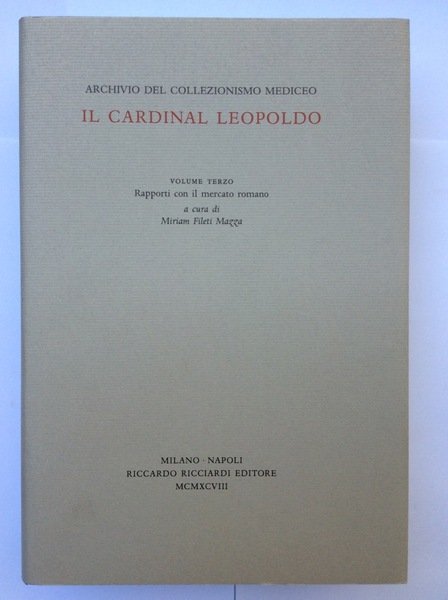 ARCHIVIO DEL COLLEZIONISMO MEDICEO
IL CARDINAL LEOPOLDO
VOLUME TERZO
Rapporti con il mercato romano
a cura di
Miriam Fileti Mazza
MILANO · NAPOLI
RICCARDO RICCIARDI EDITORE
MCMXCVIII